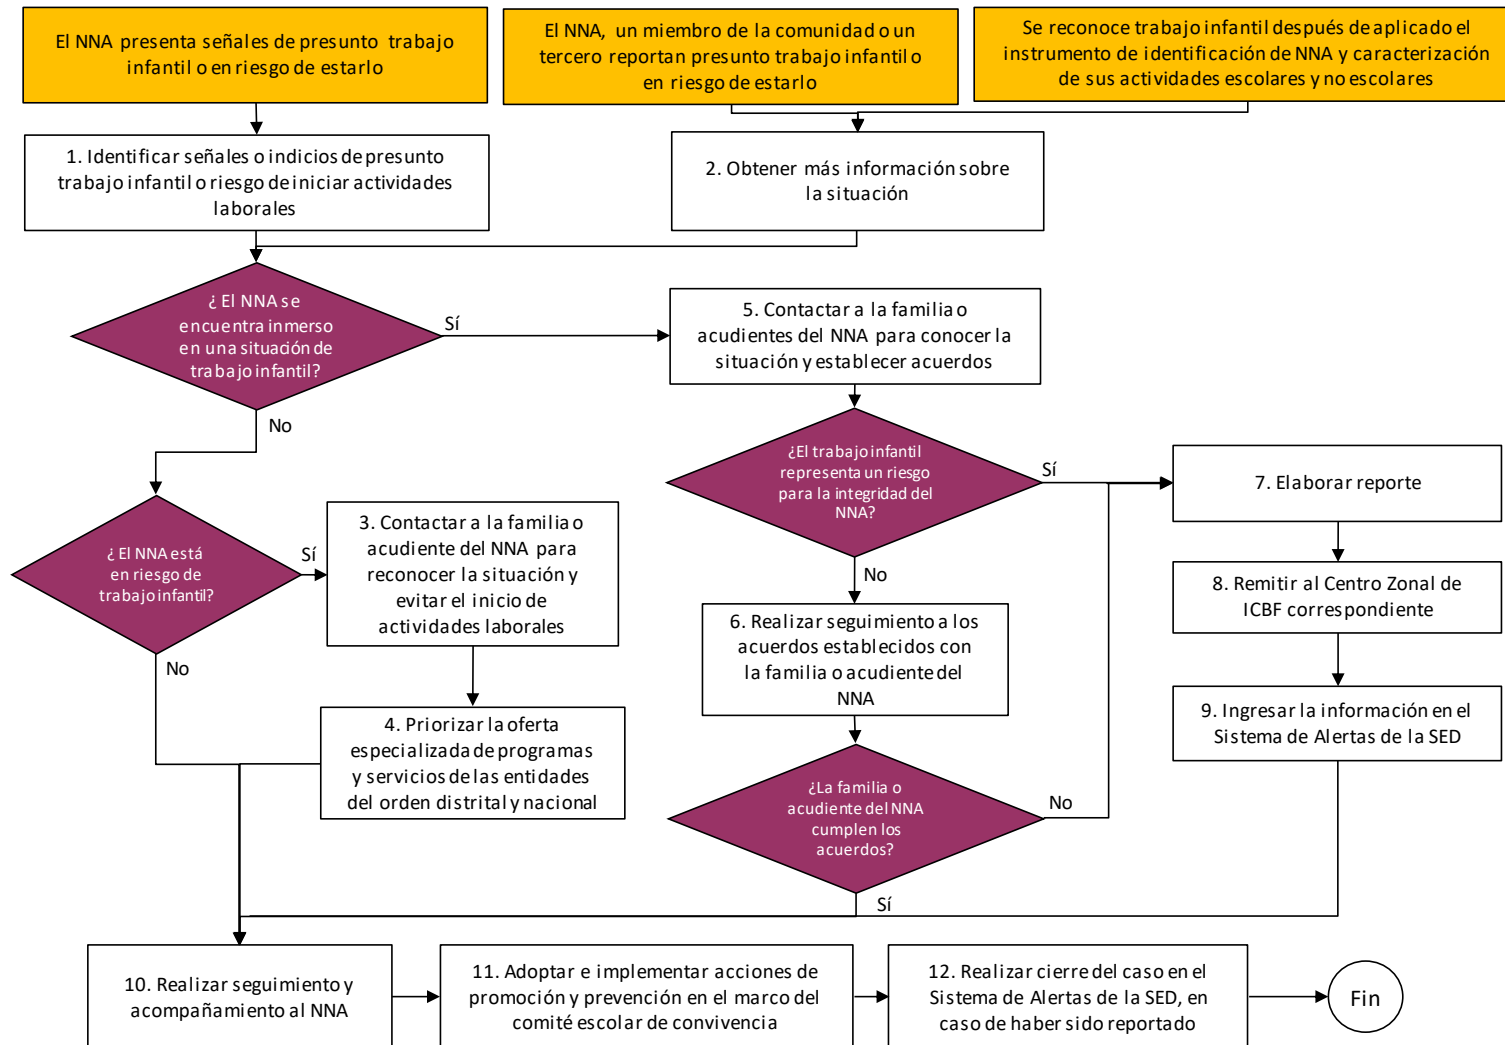 El NNA presenta señales de presunto trabajo
infantil o en riesgo de estarlo
El NNA, un miembro de la comunidad o un
tercero reportan presunto trabajo infantil o
en riesgo de estarlo
Se reconoce trabajo infantil después de aplicado el
instrumento de identificación de NNA y caracterización
de sus actividades escolares y no escolares
1. Identificar señales o indicios de presunto
trabajo infantil o riesgo de iniciar actividades
laborales
2. Obtener más información sobre
la situación
¿ El NNA se
encuentra inmerso
en una situación de
trabajo infantil?
Sí
No
5. Contactar a la familia o
acudientes del NNA para conocer la
situación y establecer acuerdos
¿El trabajo infantil
representa un riesgo
para la integridad del
NNA?
Sí
No
7. Elaborar reporte
¿ El NNA está
en riesgo de
trabajo infantil?
Sí
No
3. Contactar a la familia o
acudiente del NNA para
reconocer la situación y
evitar el inicio de
actividades laborales
8. Remitir al Centro Zonal de
ICBF correspondiente
6. Realizar seguimiento a los
acuerdos establecidos con
la familia o acudiente del
NNA
9. Ingresar la información en el
Sistema de Alertas de la SED
4. Priorizar la oferta
especializada de programas
y servicios de las entidades
del orden distrital y nacional
¿La familia o
acudiente del NNA
cumplen los
acuerdos?
No
Sí
10. Realizar seguimiento y
acompañamiento al NNA
11. Adoptar e implementar acciones de
promoción y prevención en el marco del
comité escolar de convivencia
12. Realizar cierre del caso en el
Sistema de Alertas de la SED, en
caso de haber sido reportado
Fin